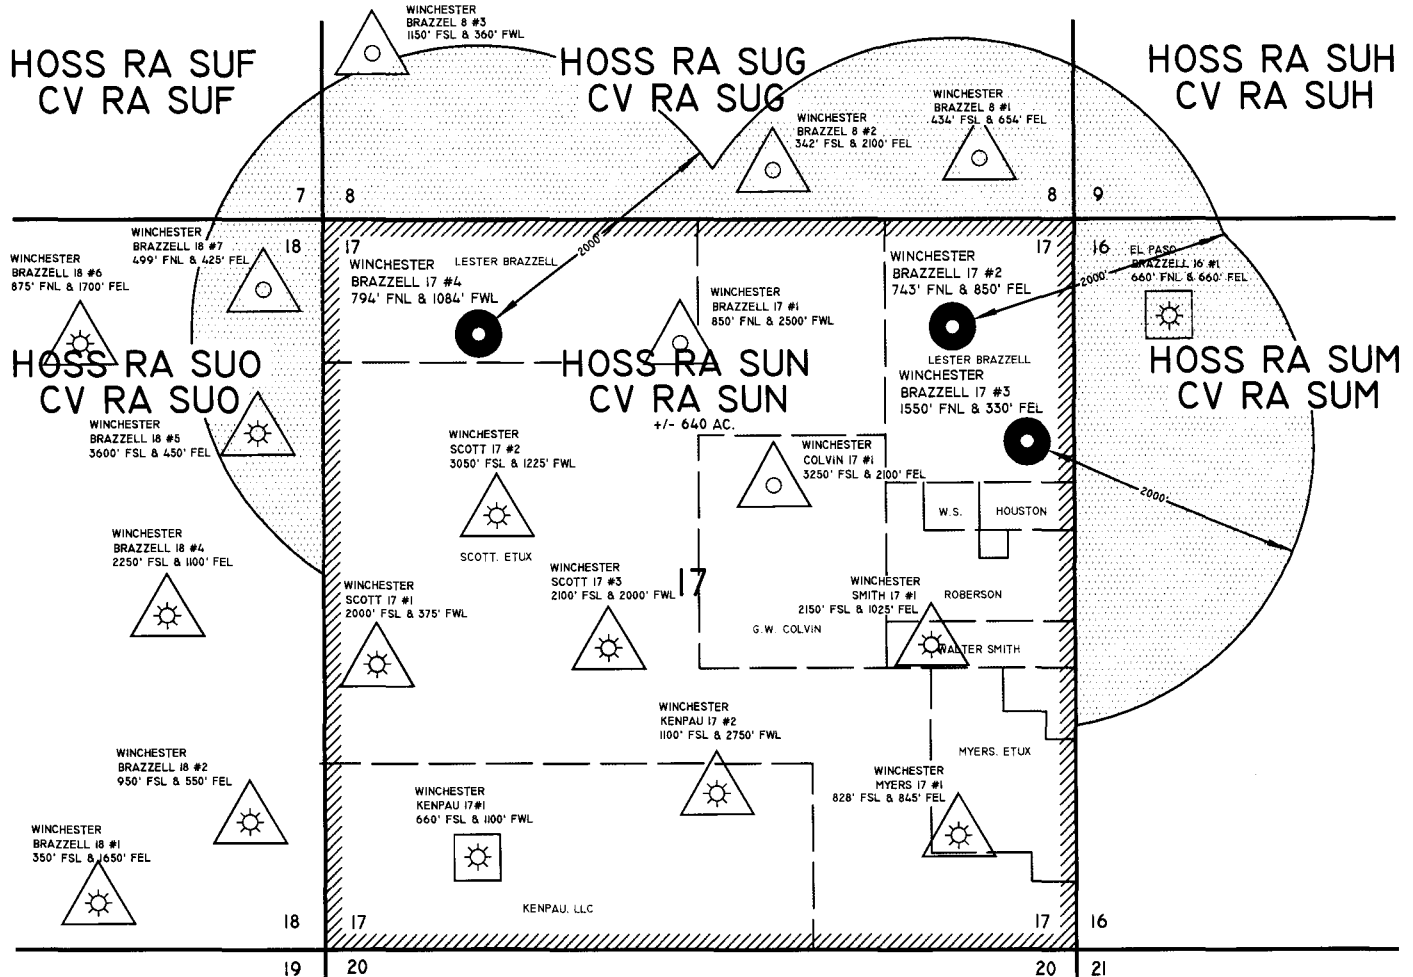 WINCHESTER
BRAZZEL 8 #3
1150' FSL & 360' FWL
HOSS RA SUF
CV RA SUF
HOSS RA SUG
CV RA SUG
HOSS RA SUH
CV RA SUH
WINCHESTER
BRAZZEL 8 #2
342' FSL & 2100' FEL
WINCHESTER
BRAZZEL 8 #1
434' FSL & 654' FEL
7
8
8
9
18
17
17
16
2000'
WINCHESTER
BRAZZELL 18 #7
499' FNL & 425' FEL
WINCHESTER
BRAZZELL 18 #6
875' FNL & 1700' FEL
LESTER BRAZZELL
WINCHESTER
BRAZZELL 17 #4
794' FNL & 1084' FWL
WINCHESTER
BRAZZELL 17 #1
850' FNL & 2500' FWL
WINCHESTER
BRAZZELL 17 #2
743' FNL & 850' FEL
EL PASO
BRAZZELL 16 #1
660' FNL & 660' FEL
2000'
HOSS RA SUO
CV RA SUO
HOSS RA SUN
CV RA SUN
+/- 640 AC.
LESTER BRAZZELL
WINCHESTER
BRAZZELL 17 #3
1550' FNL & 330' FEL
HOSS RA SUM
CV RA SUM
WINCHESTER
BRAZZELL 18 #5
3600' FSL & 450' FEL
WINCHESTER
SCOTT 17 #2
3050' FSL & 1225' FWL
WINCHESTER
COLVIN 17 #1
3250' FSL & 2100' FEL
2000'
W.S. HOUSTON
WINCHESTER
BRAZZELL 18 #4
2250' FSL & 1100' FEL
SCOTT. ETUX
WINCHESTER
SCOTT 17 #1
2000' FSL & 375' FWL
WINCHESTER
SCOTT 17 #3
2100' FSL & 2000' FWL
17
WINCHESTER
SMITH 17 #1
2150' FSL & 1025' FEL
ROBERSON
G.W. COLVIN
WALTER SMITH
WINCHESTER
KENPAU 17 #2
1100' FSL & 2750' FWL
WINCHESTER
BRAZZELL 18 #2
950' FSL & 550' FEL
MYERS. ETUX
WINCHESTER
MYERS 17 #1
828' FSL & 845' FEL
WINCHESTER
KENPAU 17#1
660' FSL & 1100' FWL
WINCHESTER
BRAZZELL 18 #1
350' FSL & 1650' FEL
KENPAU. LLC
18
17
17
16
19
20
20
21